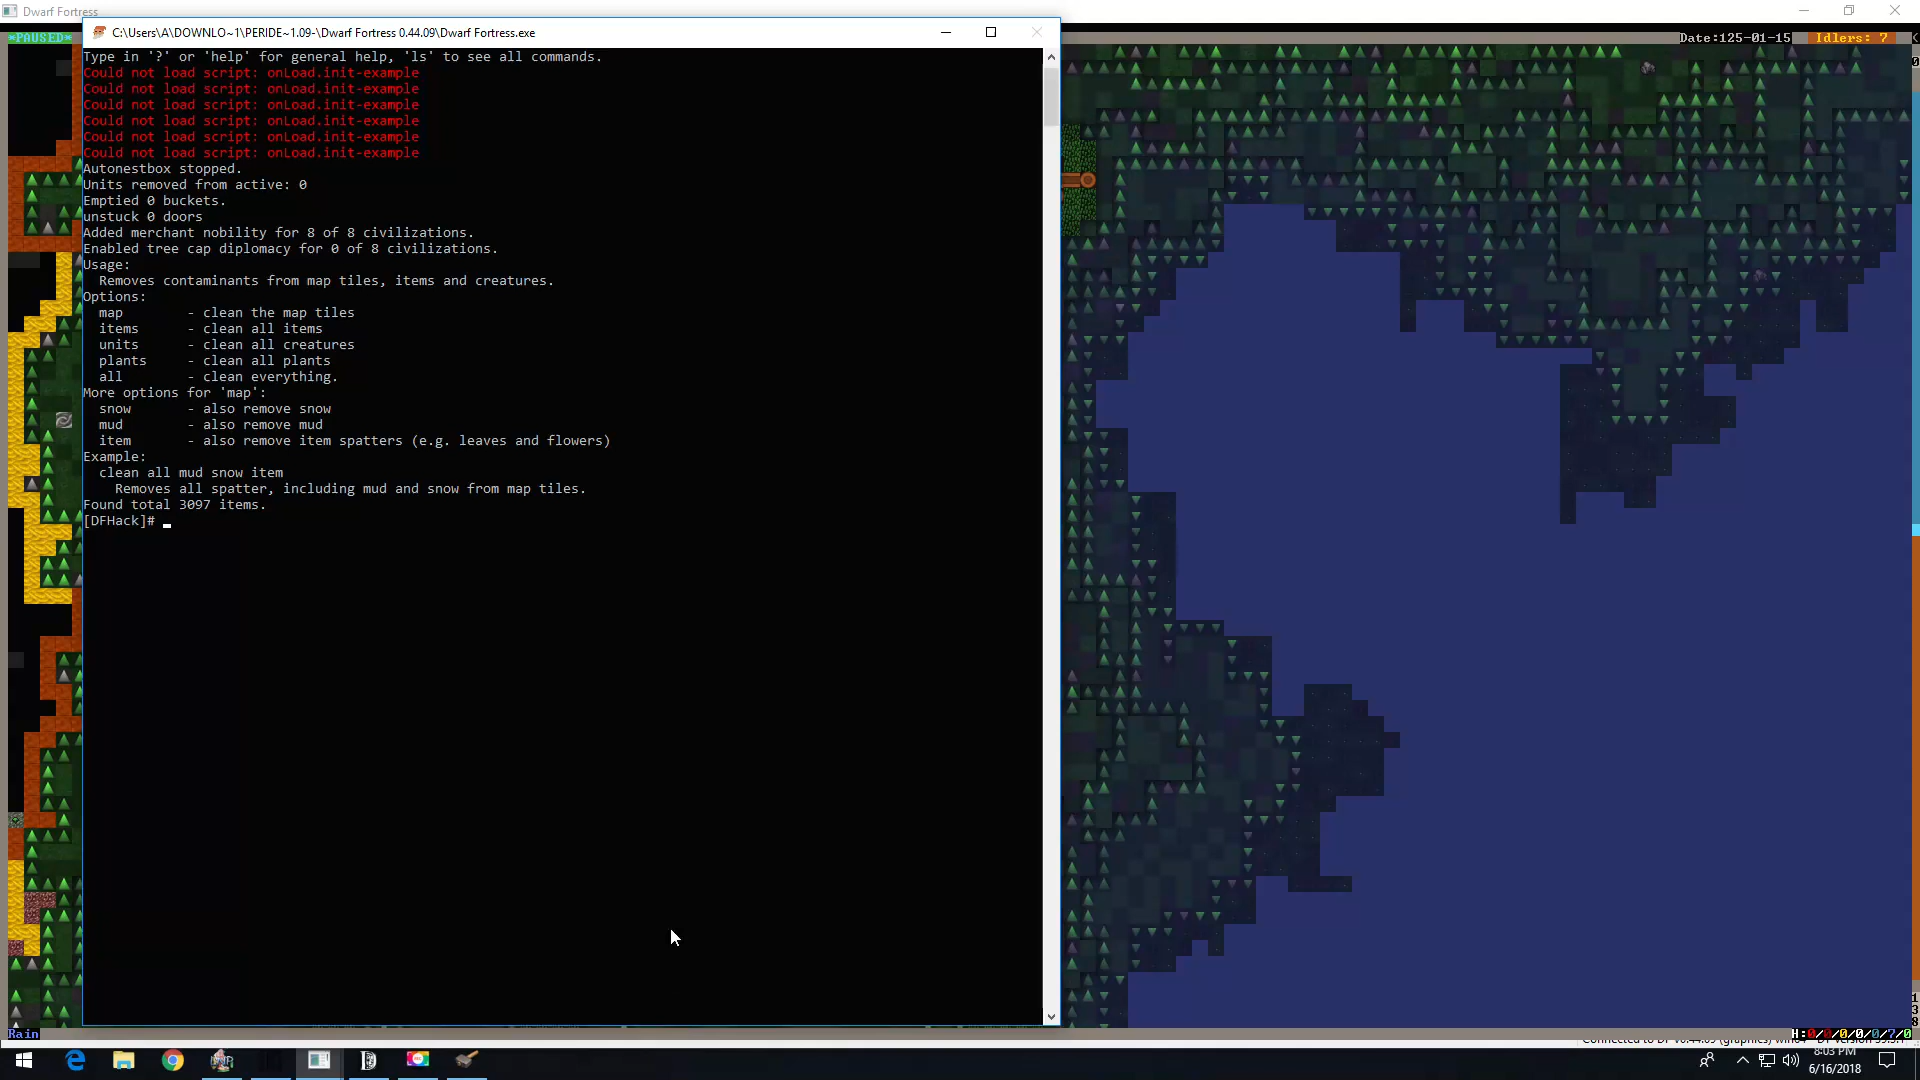 Dwarf Fortress
C:\Users\A\DOWNLO~1\PERIDE~1.09-\Dwarf Fortress 0.44.09\Dwarf Fortress.exe
*PAUSED*
Date:125-01-15
Idlers: 7
Type in '?' or 'help' for general help, 'ls' to see all commands.
Could not load script: onLoad.init-example
Could not load script: onLoad.init-example
Could not load script: onLoad.init-example
Could not load script: onLoad.init-example
Could not load script: onLoad.init-example
Could not load script: onLoad.init-example
Autonestbox stopped.
Units removed from active: 0
Emptied 0 buckets.
unstuck 0 doors
Added merchant nobility for 8 of 8 civilizations.
Enabled tree cap diplomacy for 0 of 8 civilizations.
Usage:
Removes contaminants from map tiles, items and creatures.
Options:
map - clean the map tiles
items - clean all items
units - clean all creatures
plants - clean all plants
all - clean everything.
More options for 'map':
snow - also remove snow
mud - also remove mud
item - also remove item spatters (e.g. leaves and flowers)
Example:
clean all mud snow item
Removes all spatter, including mud and snow from map tiles.
Found total 3097 items.
[DFHack]# _
Rain
H:0/0/0/0/0/7/0
8:03 PM
6/16/2018